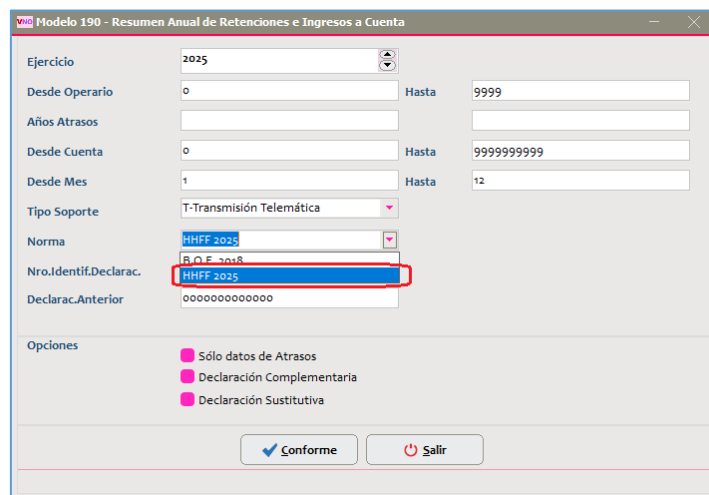 VNO Modelo 190 - Resumen Anual de Retenciones e Ingresos a Cuenta
Ejercicio 2025
Desde Operario 0 Hasta 9999
Años Atrasos
Desde Cuenta 0 Hasta 9999999999
Desde Mes 1 Hasta 12
Tipo Soporte T-Transmisión Telemática
Norma HHFF 2025
B.O.E. 2018
Nro.Identif.Declarac. HHFF 2025
Declarac.Anterior 0000000000000
Opciones
Sólo datos de Atrasos
Declaración Complementaria
Declaración Sustitutiva
Conforme Salir